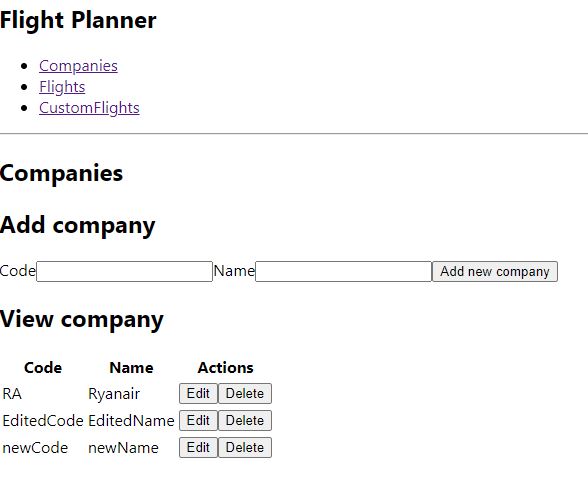 Flight Planner
Companies
Flights
CustomFlights
Companies
Add company
Code Name Add new company
View company
Code Name Actions
RA Ryanair Edit Delete
EditedCode EditedName Edit Delete
newCode newName Edit Delete